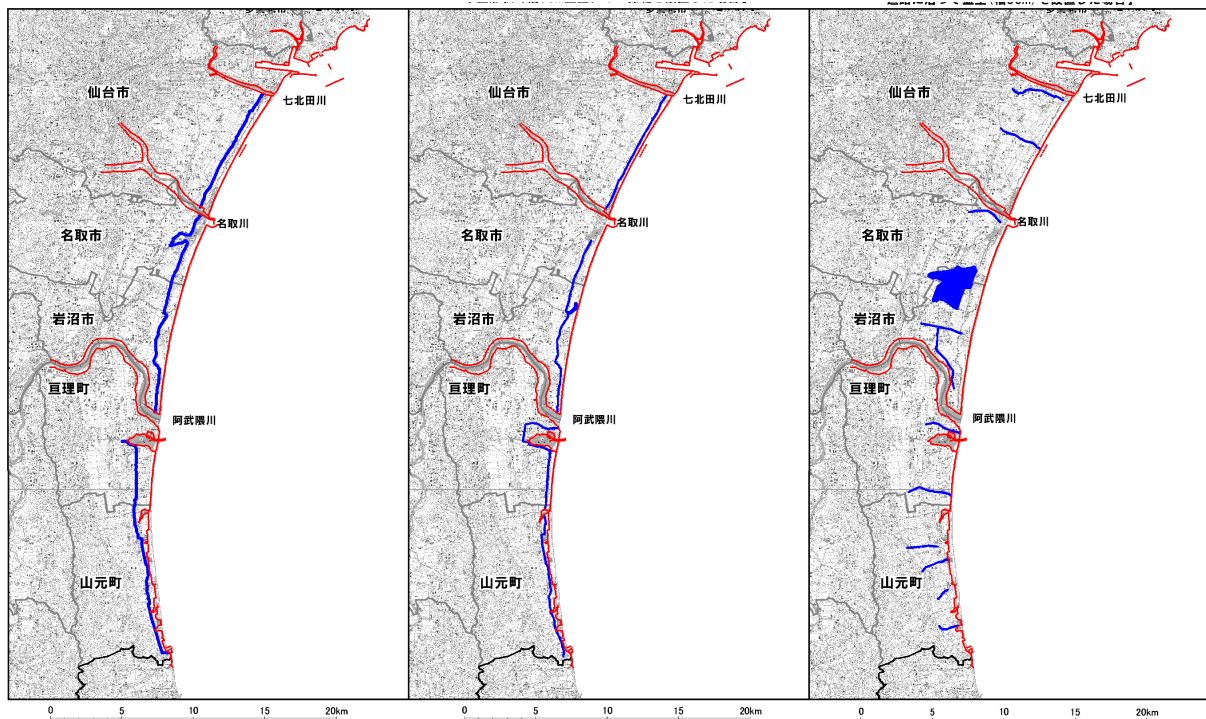 仙台市
七北田川
名取川
名取市
岩沼市
亘理町
阿武隈川
山元町
0 5 10 15 20km
仙台市
七北田川
名取川
名取市
岩沼市
亘理町
阿武隈川
山元町
0 5 10 15 20km
仙台市
七北田川
名取川
名取市
岩沼市
亘理町
阿武隈川
山元町
0 5 10 15 20km